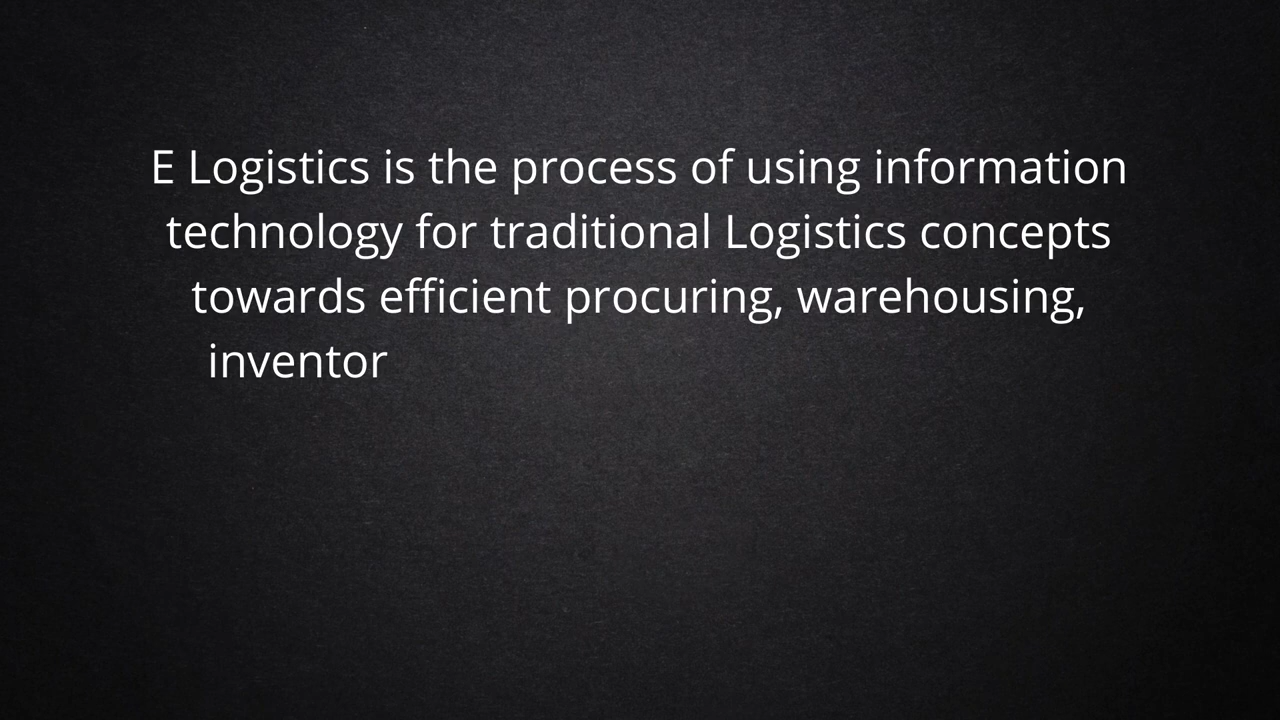 E Logistics is the process of using information
technology for traditional Logistics concepts
towards efficient procuring, warehousing,
inventor